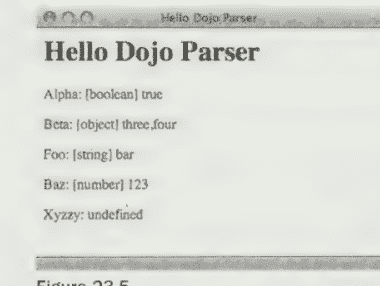 Hello Dojo Parser
Hello Dojo Parser
Alpha: [boolean] true
Beta: [object] three,four
Foo: [string] bar
Baz: [number] 123
Xyzzy: undefined
Figure 23.5